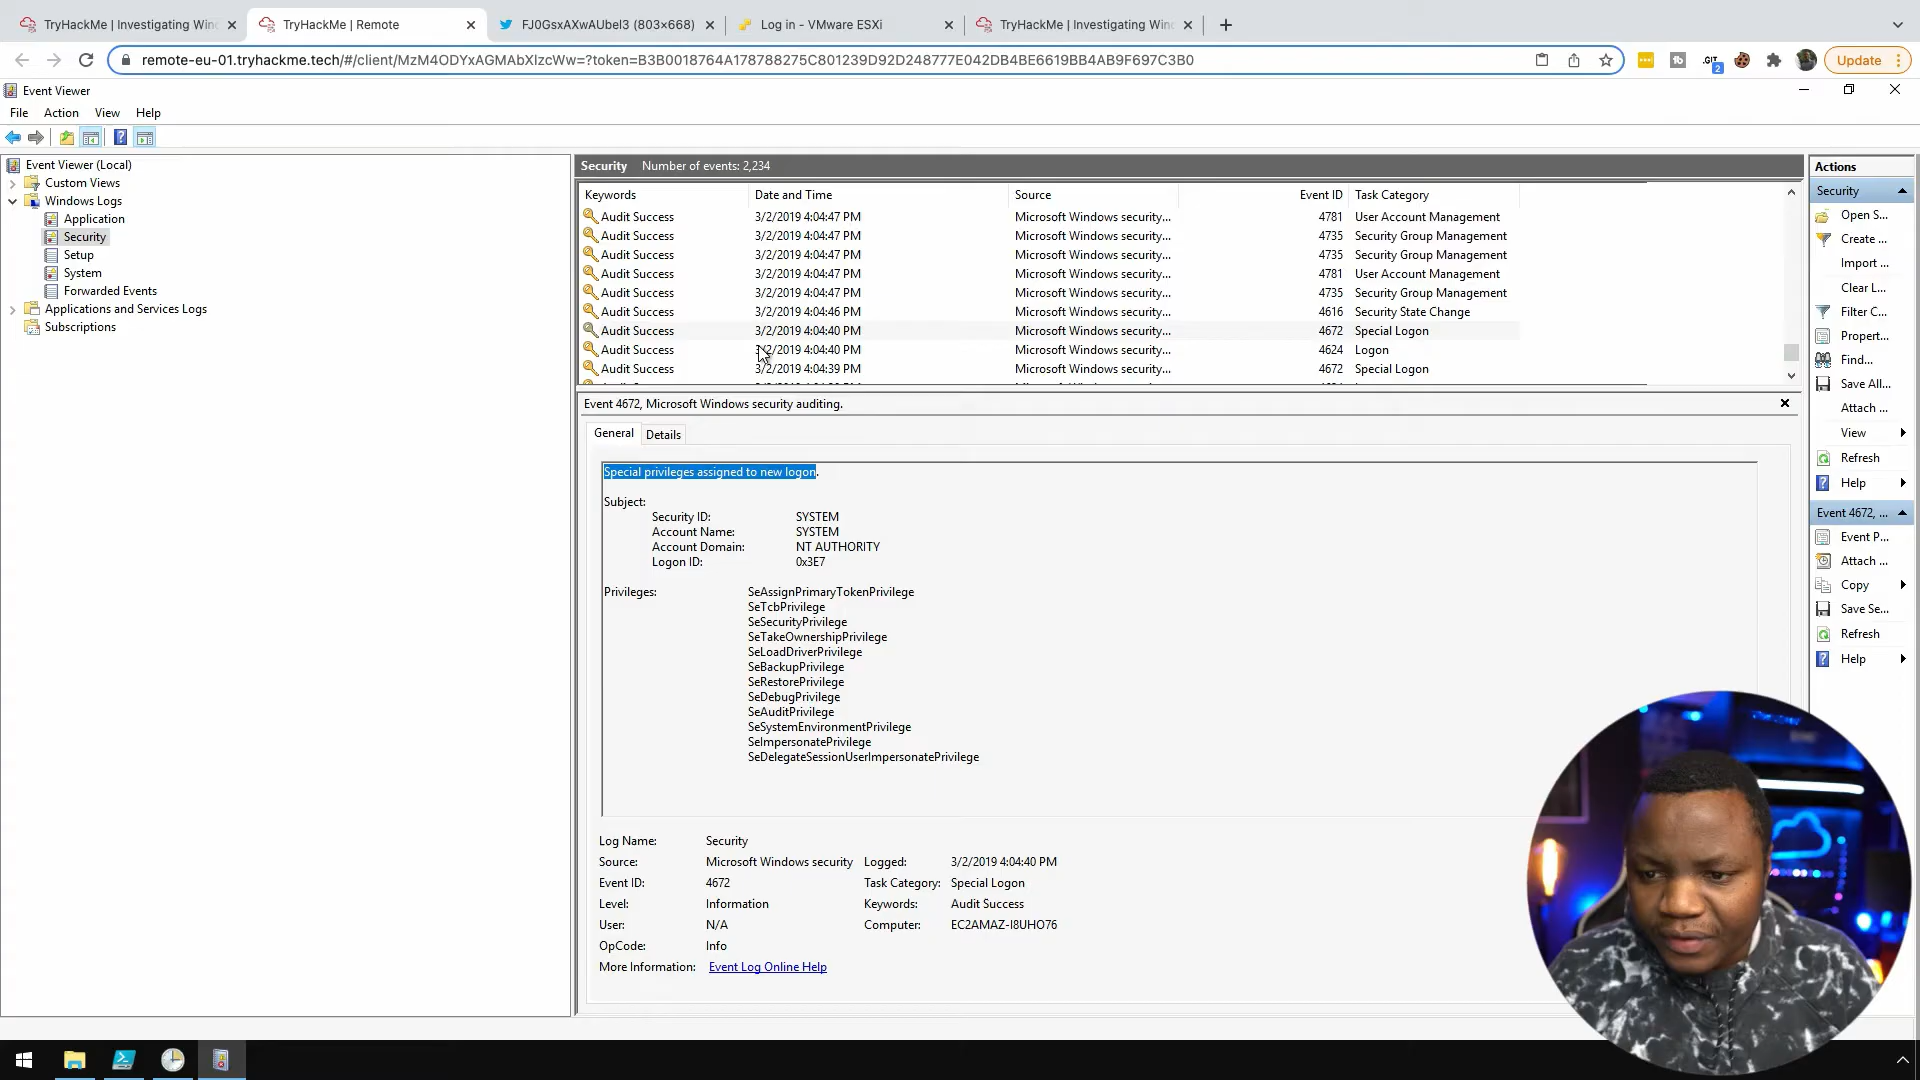 TryHackMe | Investigating Wind
TryHackMe | Remote
FJ0GsxAXwAUbel3 (803×668)
Log in - VMware ESXi
TryHackMe | Investigating Wind
remote-eu-01.tryhackme.tech/#/client/MzM4ODYxAGMAbXlzcWw=?token=B3B0018764A178788275C801239D92D248777E042DB4BE6619BB4AB9F697C3B0
Update
Event Viewer
File Action View Help
Event Viewer (Local)
Custom Views
Windows Logs
Application
Security
Setup
System
Forwarded Events
Applications and Services Logs
Subscriptions
Security Number of events: 2,234
Keywords Date and Time Source Event ID Task Category
Audit Success 3/2/2019 4:04:47 PM Microsoft Windows security... 4781 User Account Management
Audit Success 3/2/2019 4:04:47 PM Microsoft Windows security... 4735 Security Group Management
Audit Success 3/2/2019 4:04:47 PM Microsoft Windows security... 4735 Security Group Management
Audit Success 3/2/2019 4:04:47 PM Microsoft Windows security... 4781 User Account Management
Audit Success 3/2/2019 4:04:47 PM Microsoft Windows security... 4735 Security Group Management
Audit Success 3/2/2019 4:04:46 PM Microsoft Windows security... 4616 Security State Change
Audit Success 3/2/2019 4:04:40 PM Microsoft Windows security... 4672 Special Logon
Audit Success 3/2/2019 4:04:40 PM Microsoft Windows security... 4624 Logon
Audit Success 3/2/2019 4:04:39 PM Microsoft Windows security... 4672 Special Logon
Event 4672, Microsoft Windows security auditing.
General Details
Special privileges assigned to new logon.
Subject:
Security ID: SYSTEM
Account Name: SYSTEM
Account Domain: NT AUTHORITY
Logon ID: 0x3E7
Privileges: SeAssignPrimaryTokenPrivilege
SeTcbPrivilege
SeSecurityPrivilege
SeTakeOwnershipPrivilege
SeLoadDriverPrivilege
SeBackupPrivilege
SeRestorePrivilege
SeDebugPrivilege
SeAuditPrivilege
SeSystemEnvironmentPrivilege
SeImpersonatePrivilege
SeDelegateSessionUserImpersonatePrivilege
Log Name: Security
Source: Microsoft Windows security Logged: 3/2/2019 4:04:40 PM
Event ID: 4672 Task Category: Special Logon
Level: Information Keywords: Audit Success
User: N/A Computer: EC2AMAZ-I8UHO76
OpCode: Info
More Information: Event Log Online Help
Actions
Security
Open S...
Create ...
Import ...
Clear L...
Filter C...
Propert...
Find...
Save All...
Attach ...
View
Refresh
Help
Event 4672, ...
Event P...
Attach ...
Copy
Save Se...
Refresh
Help